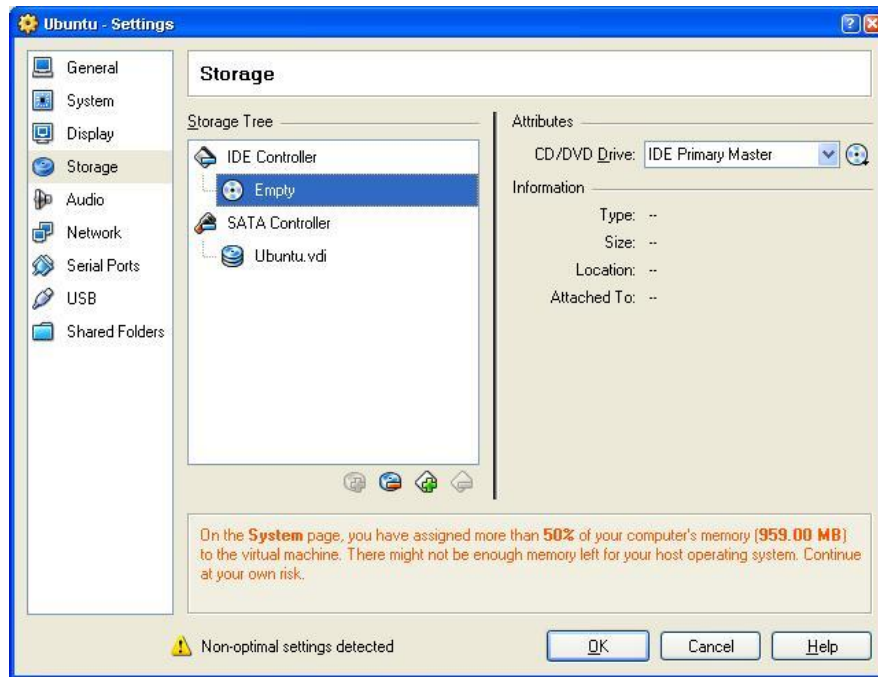 Ubuntu - Settings
General
System
Display
Storage
Audio
Network
Serial Ports
USB
Shared Folders
Storage
Storage Tree
IDE Controller
Empty
SATA Controller
Ubuntu.vdi
Attributes
CD/DVD Drive: IDE Primary Master
Information
Type: --
Size: --
Location: --
Attached To: --
On the System page, you have assigned more than 50% of your computer's memory (959.00 MB)
to the virtual machine. There might not be enough memory left for your host operating system. Continue
at your own risk.
Non-optimal settings detected
OK Cancel Help